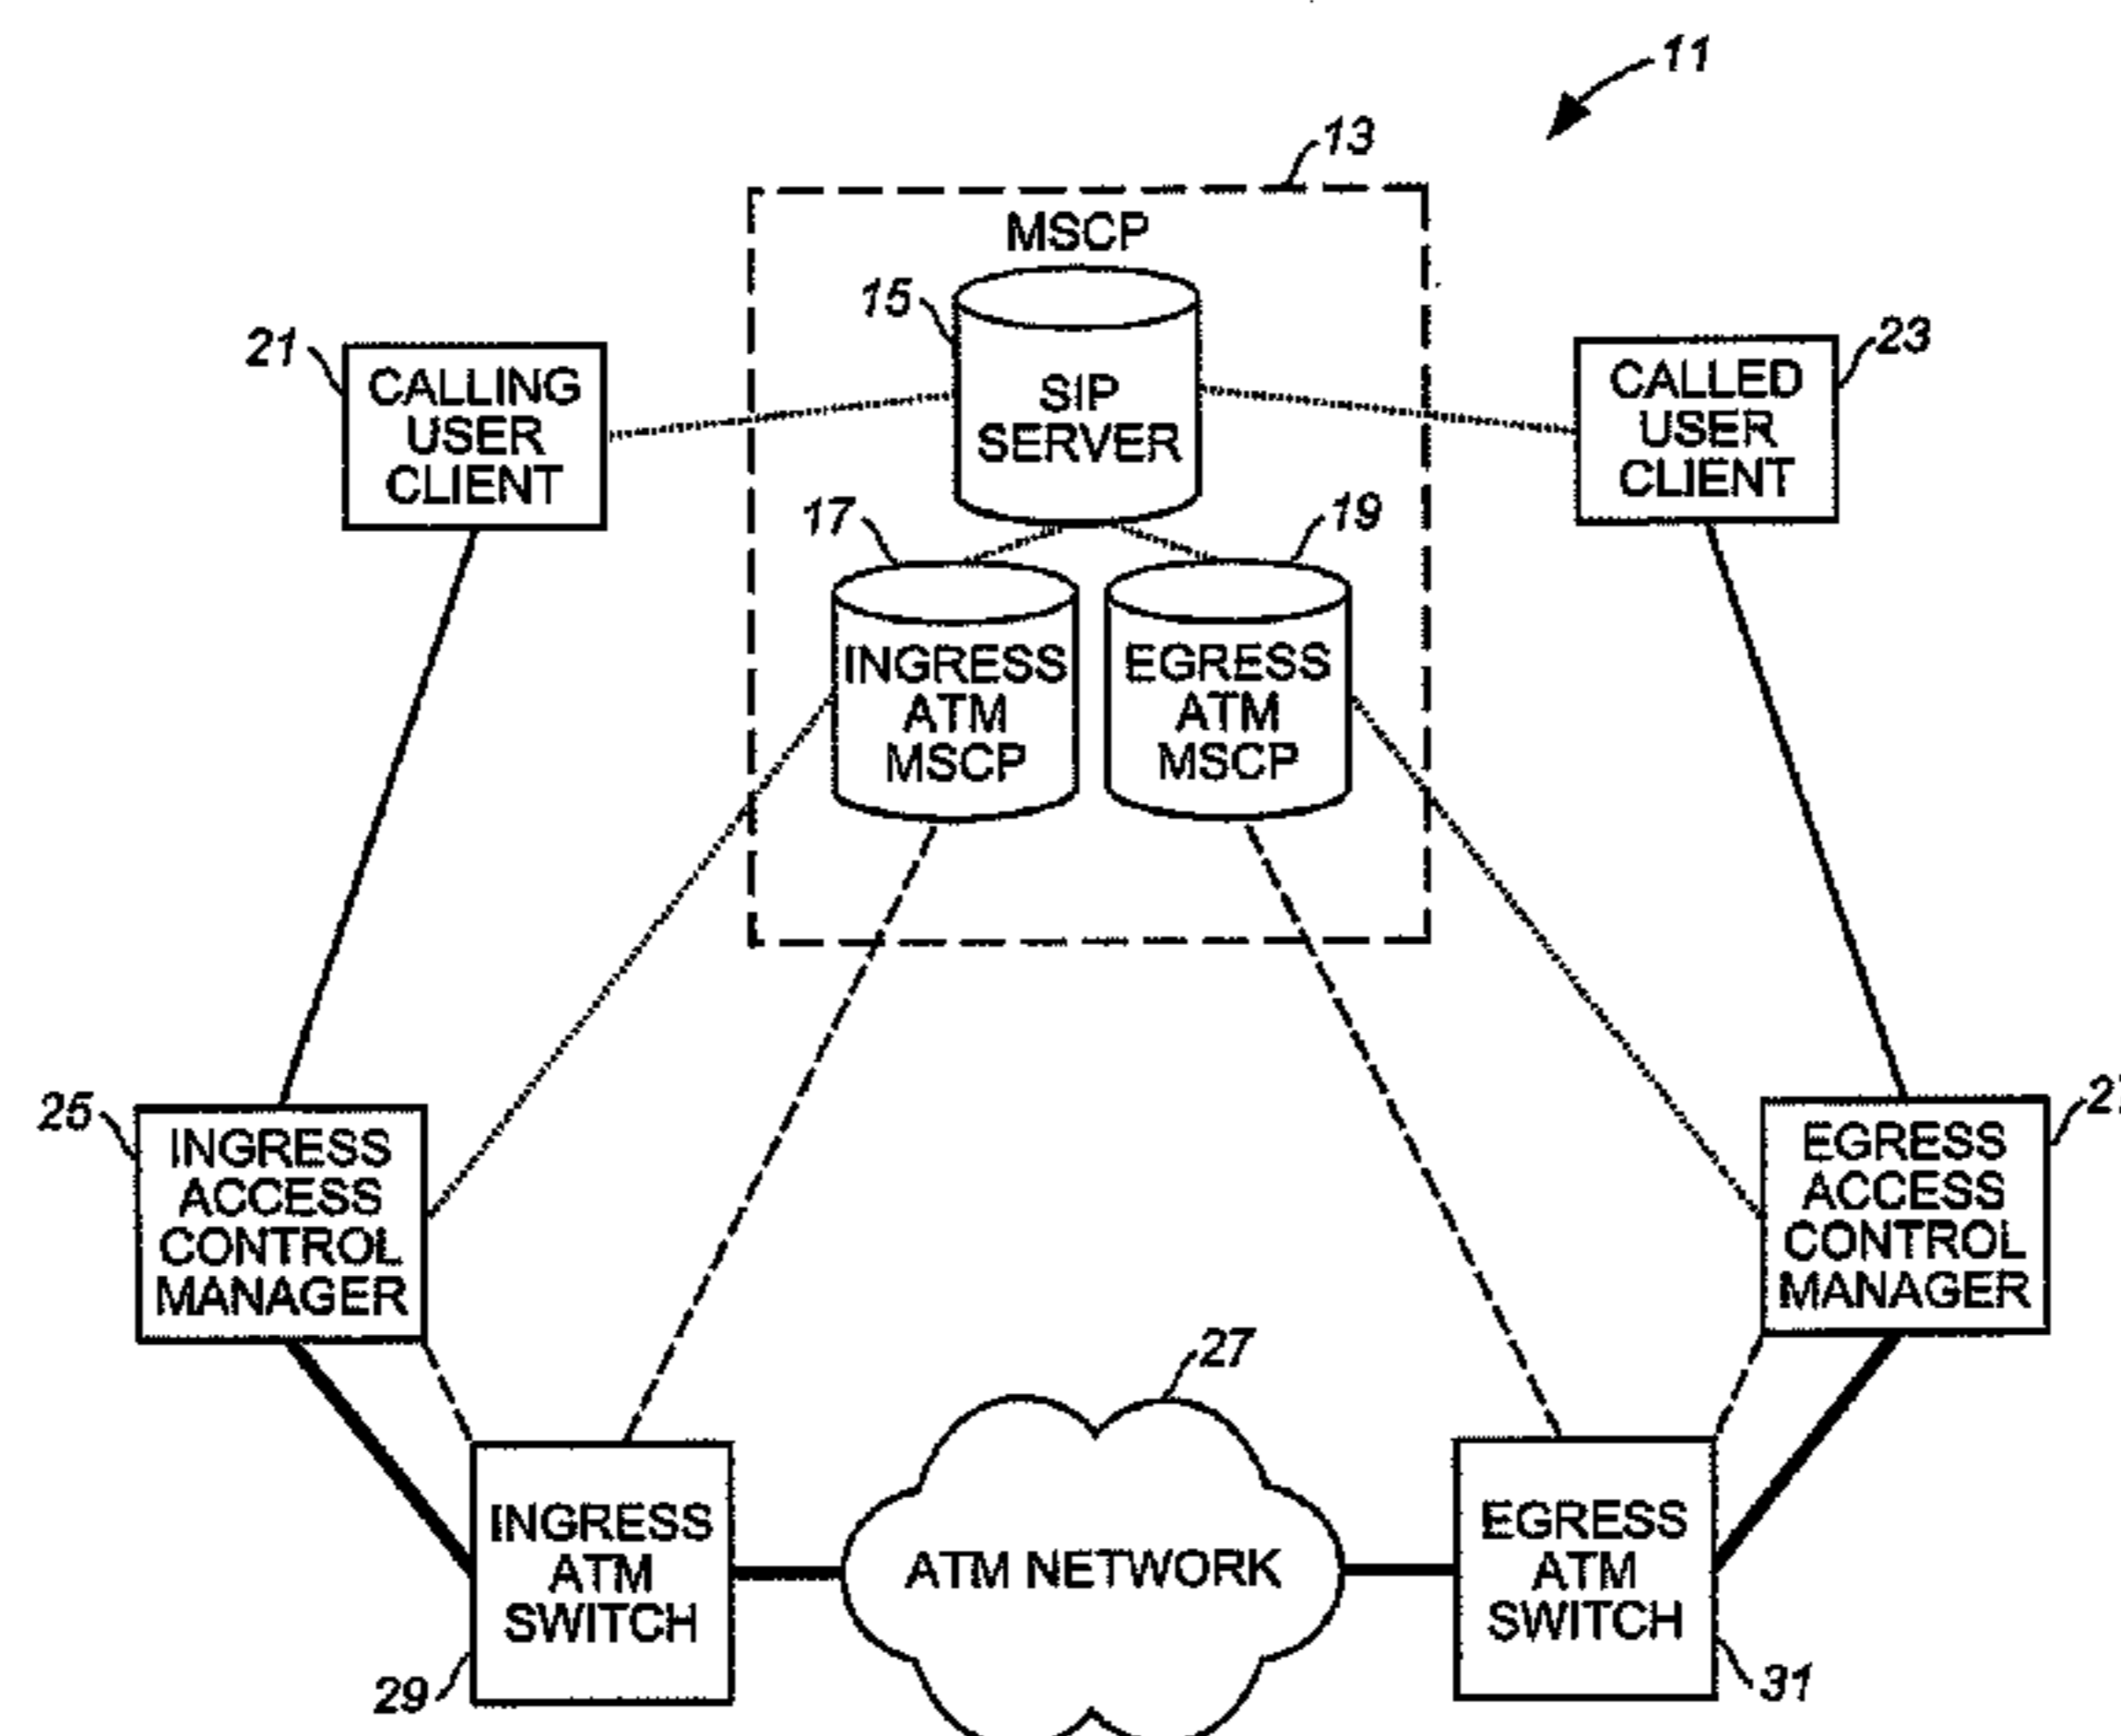 11
13
MSCP
15
SIP
SERVER
21
CALLING
USER
CLIENT
23
CALLED
USER
CLIENT
17
INGRESS
ATM
MSCP
19
EGRESS
ATM
MSCP
25
INGRESS
ACCESS
CONTROL
MANAGER
EGRESS
ACCESS
CONTROL
MANAGER
27
ATM NETWORK
INGRESS
ATM
SWITCH
29
EGRESS
ATM
SWITCH
31